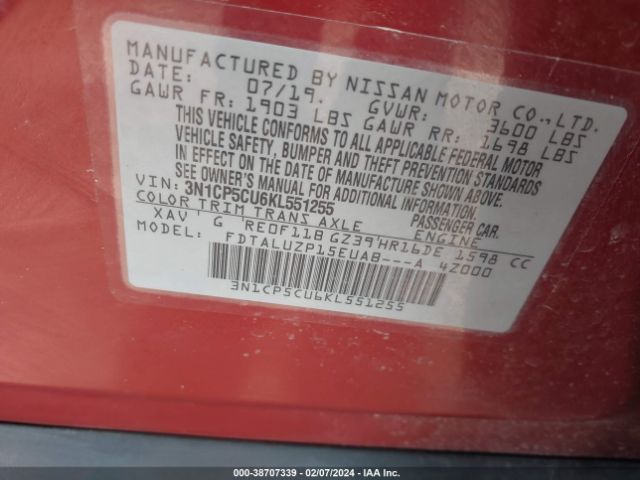 MANUFACTURED BY NISSAN MOTOR CO.,LTD.
DATE: 07/19. GVWR: 3600 LBS
GAWR FR: 1903 LBS GAWR RR: 1698 LBS
THIS VEHICLE CONFORMS TO ALL APPLICABLE FEDERAL MOTOR
VEHICLE SAFETY, BUMPER AND THEFT PREVENTION STANDARDS
IN EFFECT ON THE DATE OF MANUFACTURE SHOWN ABOVE.
SEE OWNER'S MANUAL FOR ADDITIONAL INFORMATION.
VIN: 3N1CP5CU6KL551255 PASSENGER CAR
COLOR TRIM TRANS AXLE ENGINE
XAV' G RE0F11B GZ39'HR16DE 1598 CC
MODEL: FDTALUZP15EUAB---A 4Z000
3N1CP5CU6KL551255
000-38707339 - 02/07/2024 - IAA Inc.